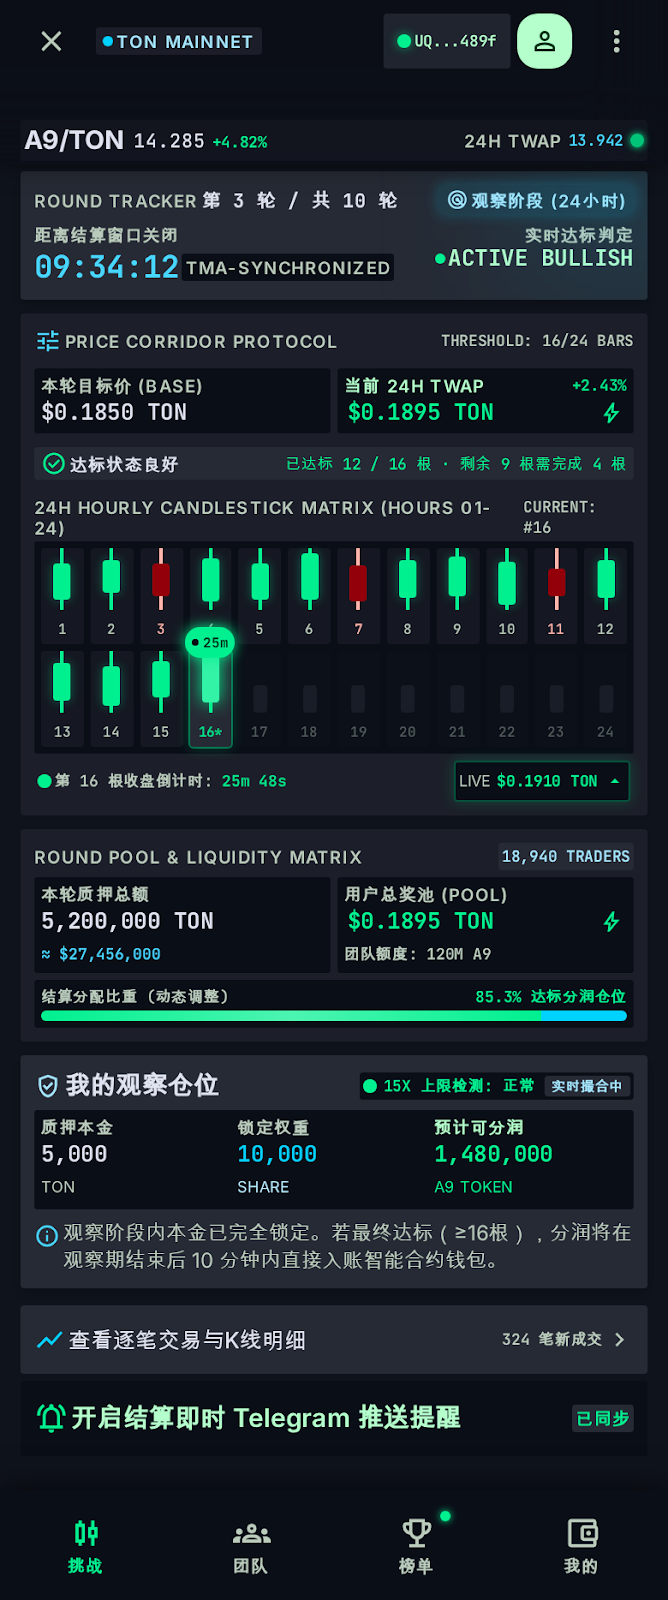 TON MAINNET
UQ...489f
A9/TON 14.285 +4.82%
24H TWAP 13.942
ROUND TRACKER 第 3 轮 / 共 10 轮
观察阶段 (24小时)
距离结算窗口关闭
实时达标判定
09:34:12 TMA-SYNCHRONIZED
ACTIVE BULLISH
PRICE CORRIDOR PROTOCOL
THRESHOLD: 16/24 BARS
本轮目标价 (BASE)
$0.1850 TON
当前 24H TWAP +2.43%
$0.1895 TON
达标状态良好
已达标 12 / 16 根 · 剩余 9 根需完成 4 根
24H HOURLY CANDLESTICK MATRIX (HOURS 01-
24)
CURRENT:
#16
1 2 3 5 6 7 8 9 10 11 12
25m
13 14 15 16* 17 18 19 20 21 22 23 24
第 16 根收盘倒计时: 25m 48s
LIVE $0.1910 TON
ROUND POOL & LIQUIDITY MATRIX
18,940 TRADERS
本轮质押总额
5,200,000 TON
≈ $27,456,000
用户总奖池 (POOL)
$0.1895 TON
团队额度: 120M A9
结算分配比重 (动态调整)
85.3% 达标分润仓位
我的观察仓位
15X 上限检测: 正常
实时撮合中
质押本金
5,000
TON
锁定权重
10,000
SHARE
预计可分润
1,480,000
A9 TOKEN
观察阶段内本金已完全锁定。若最终达标 ( ≥16根 ) , 分润将在
观察期结束后 10 分钟内直接入账智能合约钱包。
查看逐笔交易与K线明细
324 笔新成交
开启结算即时 Telegram 推送提醒
已同步
挑战
团队
榜单
我的